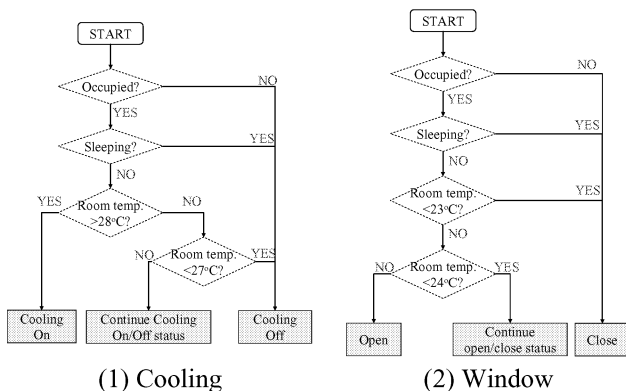 START
Occupied?
NO
YES
Sleeping?
YES
NO
Room temp.
>28°C?
YES
NO
Room temp.
<27°C?
NO
YES
Cooling
On
Continue Cooling
On/Off status
Cooling
Off
(1) Cooling
START
Occupied?
NO
YES
Sleeping?
YES
NO
Room temp.
<23°C?
YES
NO
Room temp.
<24°C?
NO
YES
Open
Continue
open/close status
Close
(2) Window